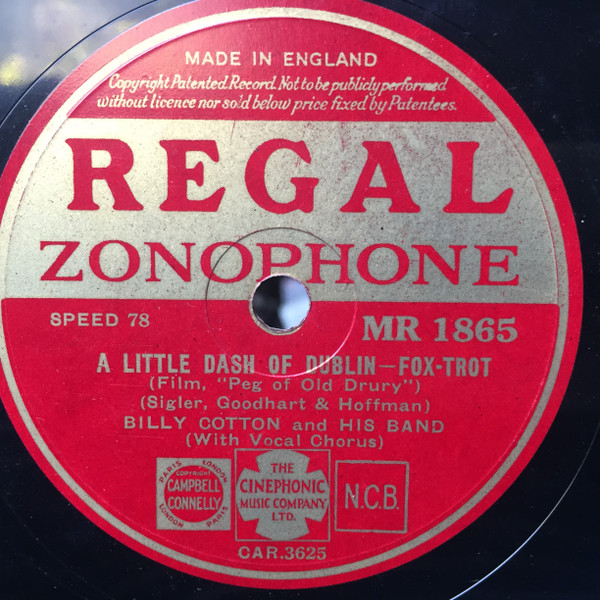 MADE IN ENGLAND
Copyright Patented Record. Not to be publicly performed
without licence nor sold below price fixed by Patentees.
REGAL
ZONOPHONE
SPEED 78
MR 1865
A LITTLE DASH OF DUBLIN—FOX-TROT
(Film, "Peg of Old Drury")
(Sigler, Goodhart & Hoffman)
BILLY COTTON and HIS BAND
(With Vocal Chorus)
PARIS LONDON
COPYRIGHT
CAMPBELL
CONNELLY
LONDON PARIS
THE
CINEPHONIC
MUSIC COMPANY
LTD.
N.C.B.
CAR.3625